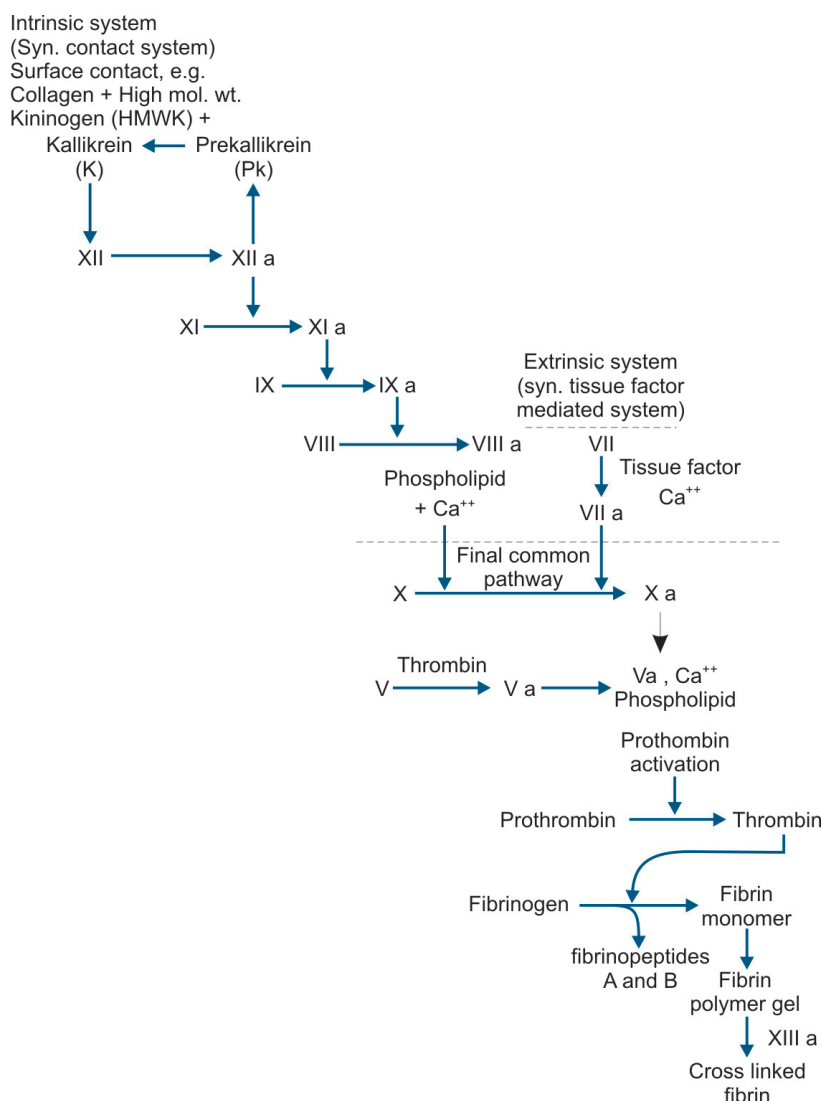 Intrinsic system
(Syn. contact system)
Surface contact, e.g.
Collagen + High mol. wt.
Kininogen (HMWK) +
Kallikrein Prekallikrein
(K) (Pk)
XII XII a
XI XI a
Extrinsic system
(syn. tissue factor
mediated system)
IX IX a
VIII VIII a VII
Phospholipid
+ Ca++
Tissue factor
Ca++
VII a
Final common
pathway
X X a
Thrombin
V V a
Va , Ca++
Phospholipid
Prothombin
activation
Prothrombin Thrombin
Fibrinogen
Fibrin
monomer
fibrinopeptides
A and B
Fibrin
polymer gel
XIII a
Cross linked
fibrin